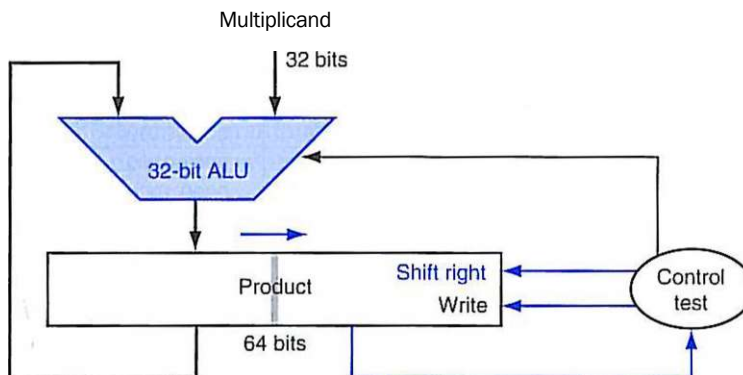 Multiplicand
32 bits
32-bit ALU
Product
Shift right
Write
64 bits
Control
test